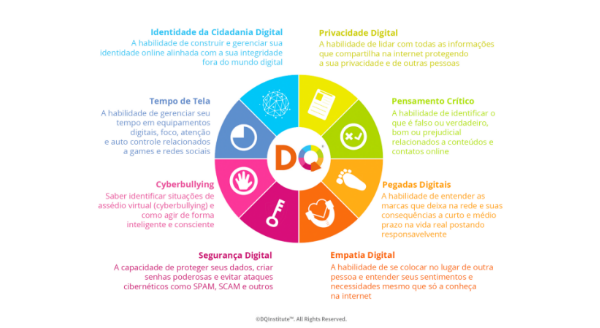 Identidade da Cidadania Digital
A habilidade de construir e gerenciar sua
identidade online alinhada com a sua integridade
fora do mundo digital
Privacidade Digital
A habilidade de lidar com todas as informações
que compartilha na internet protegendo
a sua privacidade e de outras pessoas
Tempo de Tela
A habilidade de gerenciar seu
tempo em equipamentos
digitais, foco, atenção
e auto controle relacionados
a games e redes sociais
Pensamento Crítico
A habilidade de identificar o
que é falso ou verdadeiro,
bom ou prejudicial
relacionados a conteúdos e
contatos online
DQ
Cyberbullying
Saber identificar situações de
assédio virtual (cyberbullying) e
como agir de forma
inteligente e consciente
Pegadas Digitais
A habilidade de entender as
marcas que deixa na rede e suas
consequências a curto e médio
prazo na vida real postando
responsavelvente
Segurança Digital
A capacidade de proteger seus dados, criar
senhas poderosas e evitar ataques
cibernéticos como SPAM, SCAM e outros
Empatia Digital
A habilidade de se colocar no lugar de outra
pessoa e entender seus sentimentos e
necessidades mesmo que só a conheça
na Internet
©DQInstitute™. All Rights Reserved.